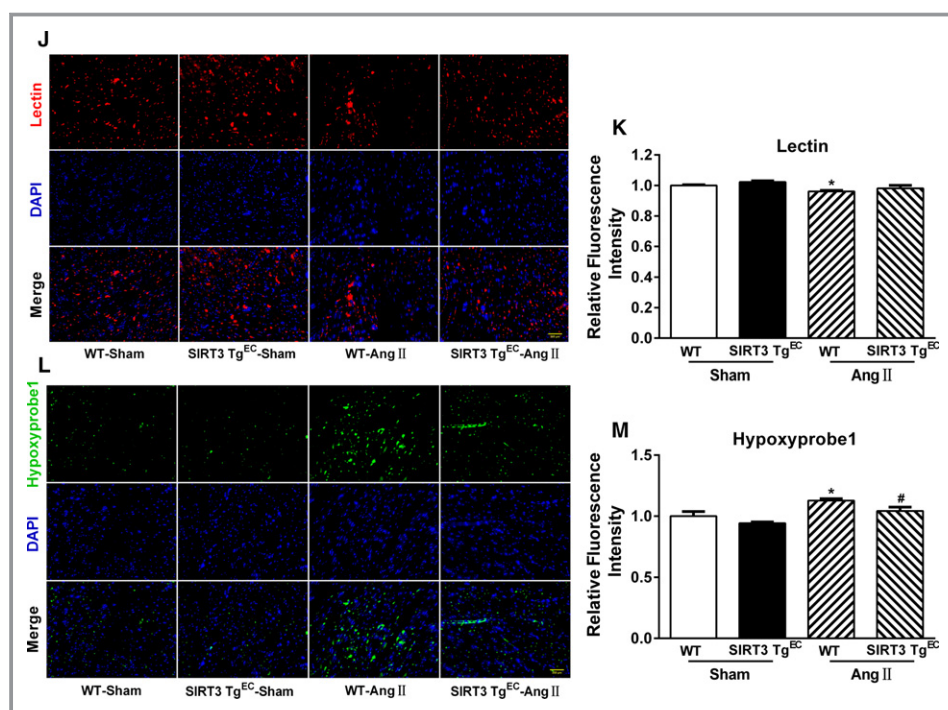 J
Lectin
DAPI
Merge
WT-Sham
SIRT3 Tg^EC-Sham
WT-Ang Ⅱ
SIRT3 Tg^EC-Ang Ⅱ
K
Lectin
Relative Fluorescence
Intensity
1.2
1.0
0.8
0.6
0.4
0.2
0.0
*
WT
SIRT3 Tg^EC
WT
SIRT3 Tg^EC
Sham
Ang Ⅱ
L
Hypoxyprobe1
DAPI
Merge
WT-Sham
SIRT3 Tg^EC-Sham
WT-Ang Ⅱ
SIRT3 Tg^EC-Ang Ⅱ
M
Hypoxyprobe1
Relative Fluorescence
Intensity
1.5
1.0
0.5
0.0
*
#
WT
SIRT3 Tg^EC
WT
SIRT3 Tg^EC
Sham
Ang Ⅱ